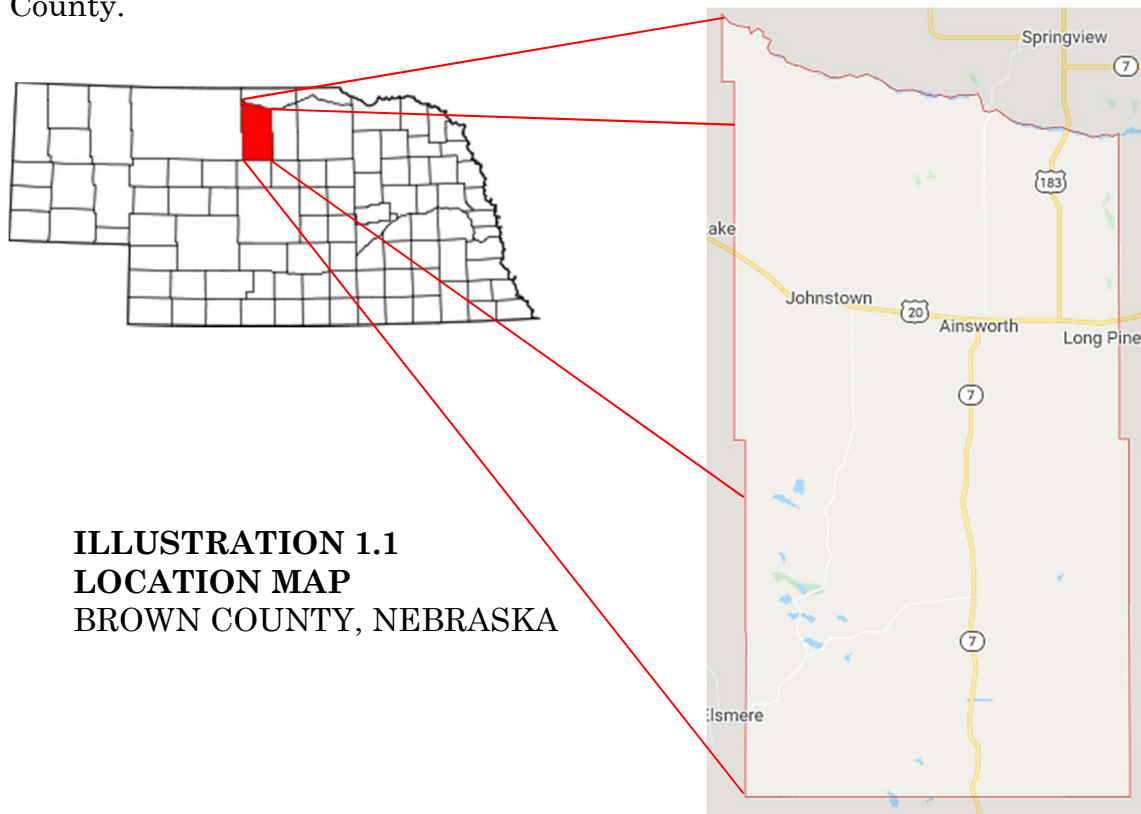 County.
Springview
7
183
ake
Johnstown
20
Ainsworth
Long Pine
7
ILLUSTRATION 1.1
LOCATION MAP
BROWN COUNTY, NEBRASKA
7
Elsmere